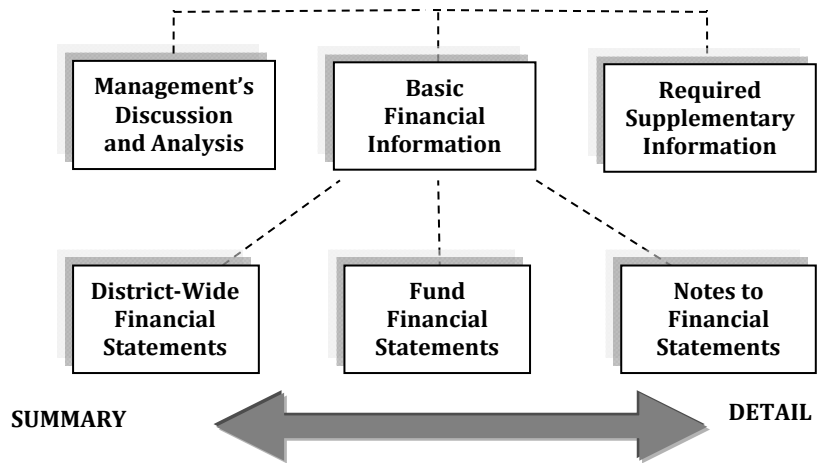 Management’s
Discussion
and Analysis
Basic
Financial
Information
Required
Supplementary
Information
District-Wide
Financial
Statements
Fund
Financial
Statements
Notes to
Financial
Statements
SUMMARY
DETAIL